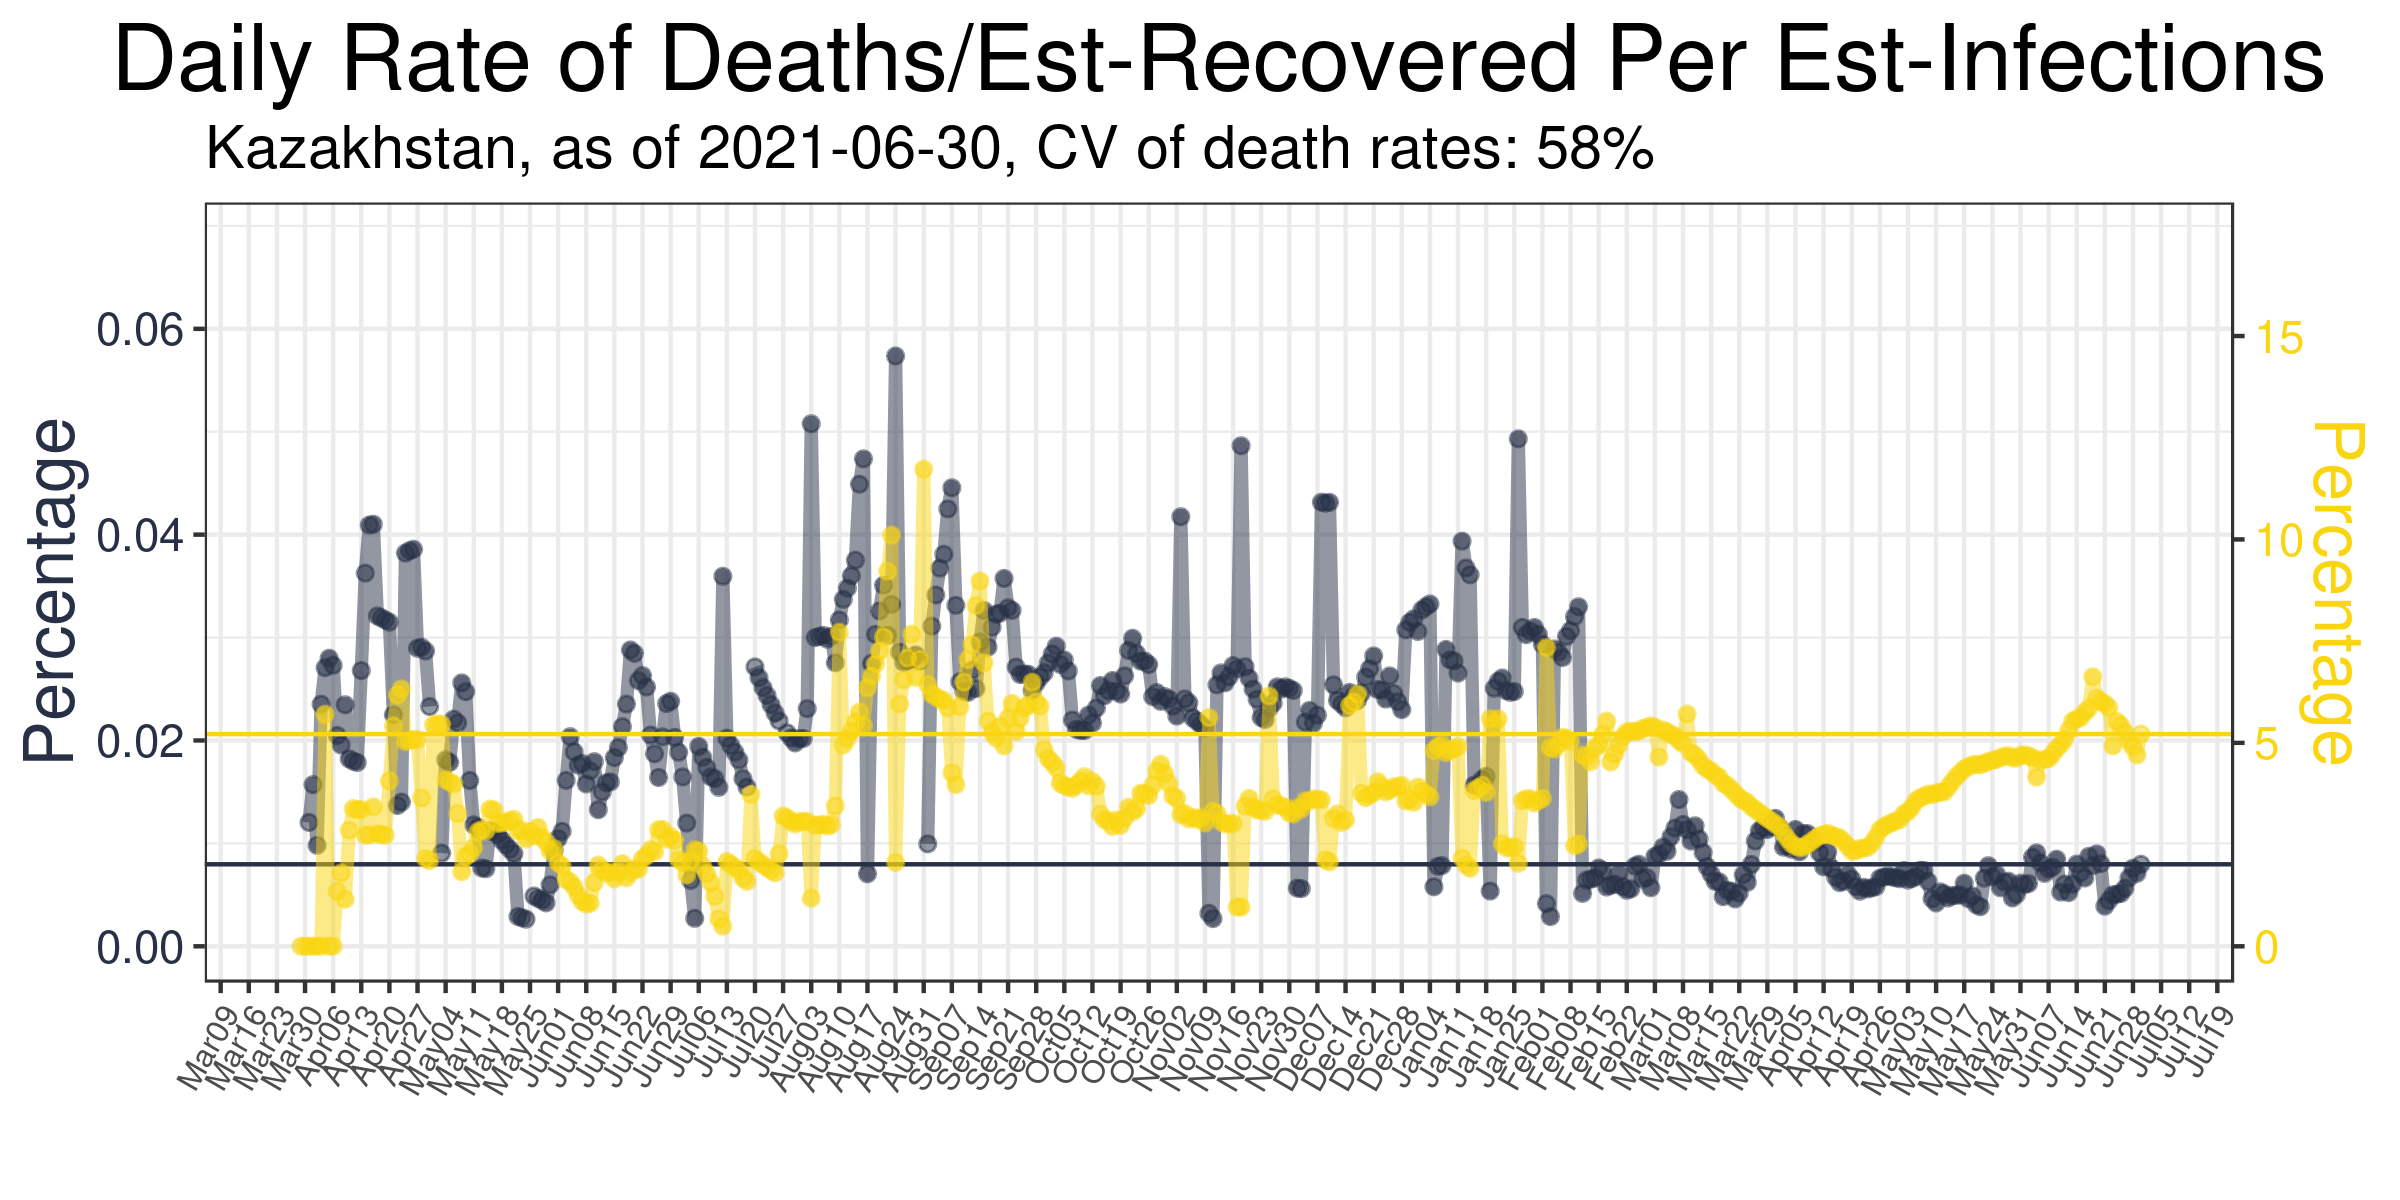 Daily Rate of Deaths/Est-Recovered Per Est-Infections
Kazakhstan, as of 2021-06-30, CV of death rates: 58%
Percentage
0.06
0.04
0.02
0.00
15
10
5
0
Percentage
Mar09
Mar16
Mar23
Mar30
Apr06
Apr13
Apr20
Apr27
May04
May11
May18
May25
Jun01
Jun08
Jun15
Jun22
Jun29
Jul06
Jul13
Jul20
Jul27
Aug03
Aug10
Aug17
Aug24
Aug31
Sep07
Sep14
Sep21
Sep28
Oct05
Oct12
Oct19
Oct26
Nov02
Nov09
Nov16
Nov23
Nov30
Dec07
Dec14
Dec21
Dec28
Jan04
Jan11
Jan18
Jan25
Feb01
Feb08
Feb15
Feb22
Mar01
Mar08
Mar15
Mar22
Mar29
Apr05
Apr12
Apr19
Apr26
May03
May10
May17
May24
May31
Jun07
Jun14
Jun21
Jun28
Jul05
Jul12
Jul19